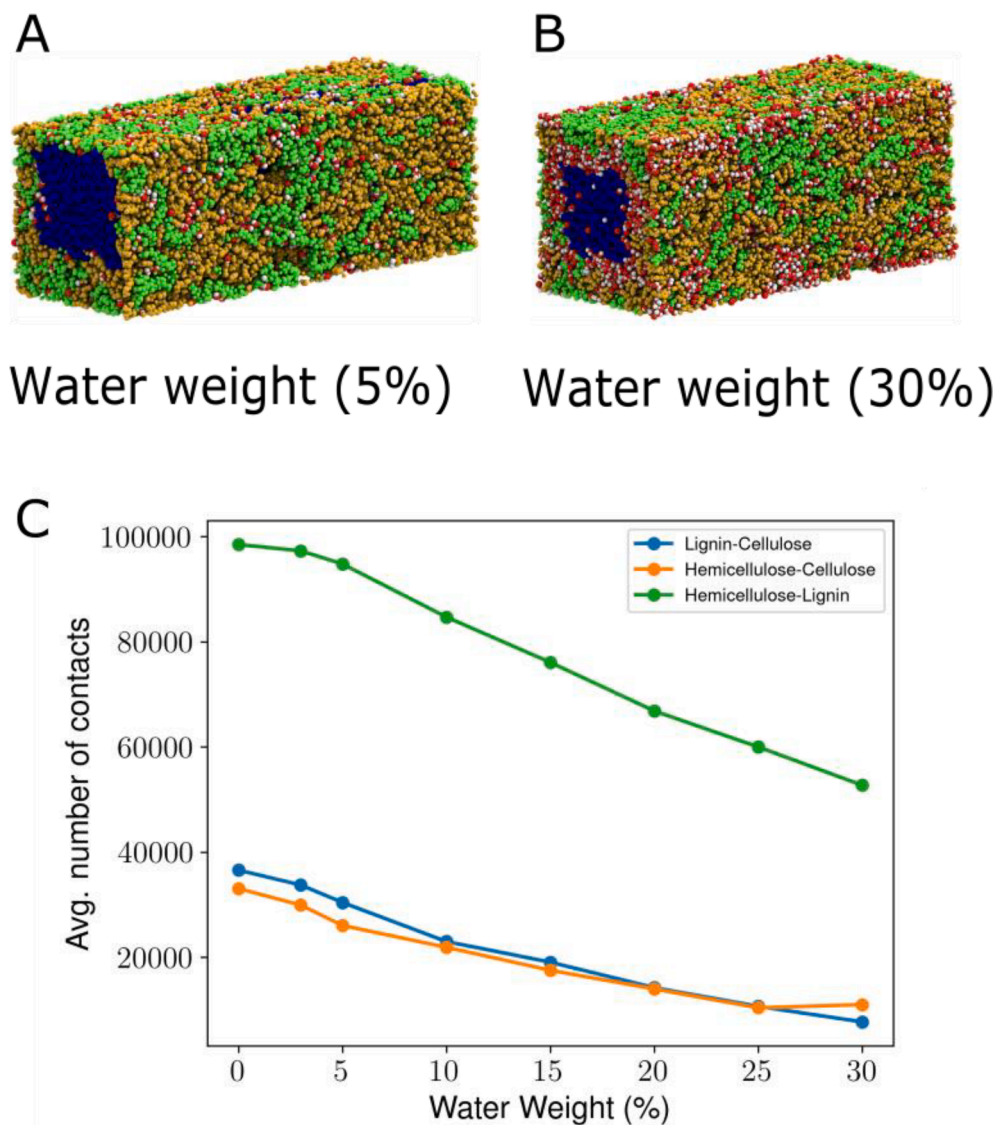 A
B
Water weight (5%)
Water weight (30%)
C
Avg. number of contacts
100000
80000
60000
40000
20000
Lignin-Cellulose
Hemicellulose-Cellulose
Hemicellulose-Lignin
0 5 10 15 20 25 30
Water Weight (%)